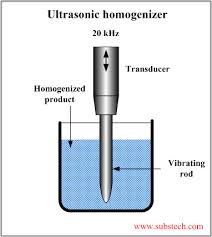 Ultrasonic homogenizer
20 kHz
Transducer
Homogenized
product
Vibrating
rod
www.substech.com